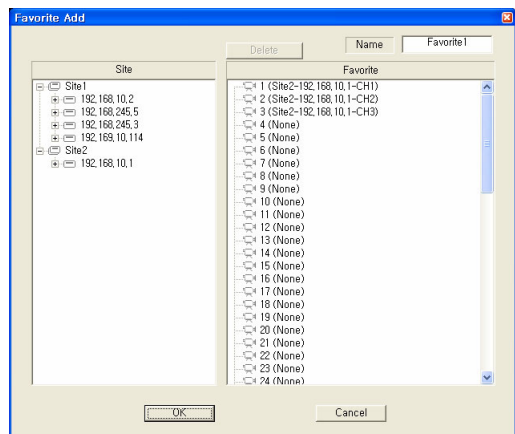 Favorite Add
Delete
Name
Favorite1
Site
Favorite
Site1
192,168,10,2
192,168,245,5
192,168,245,3
192,169,10,114
Site2
192,168,10,1
1 (Site2-192,168,10,1-CH1)
2 (Site2-192,168,10,1-CH2)
3 (Site2-192,168,10,1-CH3)
4 (None)
5 (None)
6 (None)
7 (None)
8 (None)
9 (None)
10 (None)
11 (None)
12 (None)
13 (None)
14 (None)
15 (None)
16 (None)
17 (None)
18 (None)
19 (None)
20 (None)
21 (None)
22 (None)
23 (None)
24 (None)
OK
Cancel